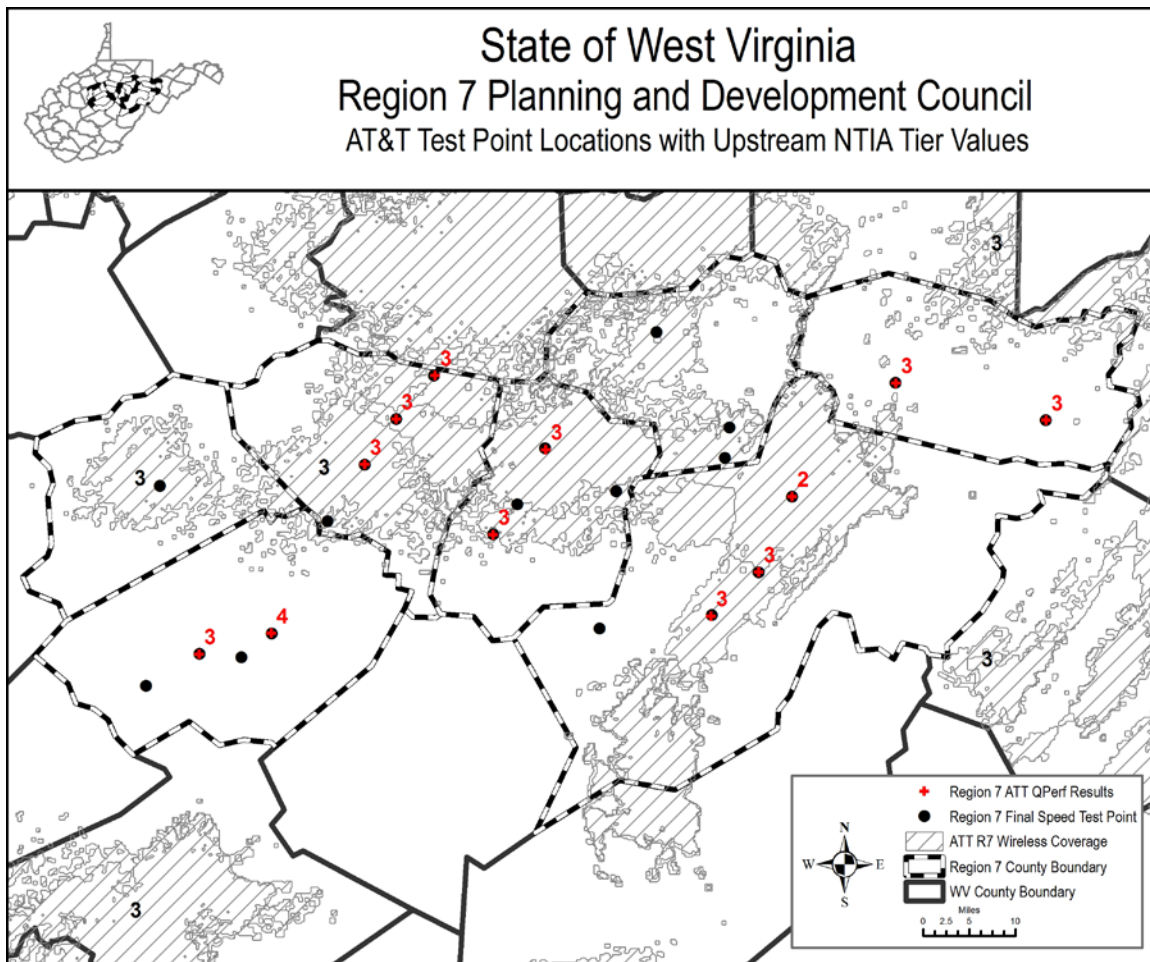 State of West Virginia
Region 7 Planning and Development Council
AT&T Test Point Locations with Upstream NTIA Tier Values
3
3
3
3
3
3
3
3
3
3
2
3
3
4
3
3
3
3
Region 7 ATT QPerf Results
Region 7 Final Speed Test Point
ATT R7 Wireless Coverage
Region 7 County Boundary
WV County Boundary
N
W
E
S
Miles
0 2.5 5 10